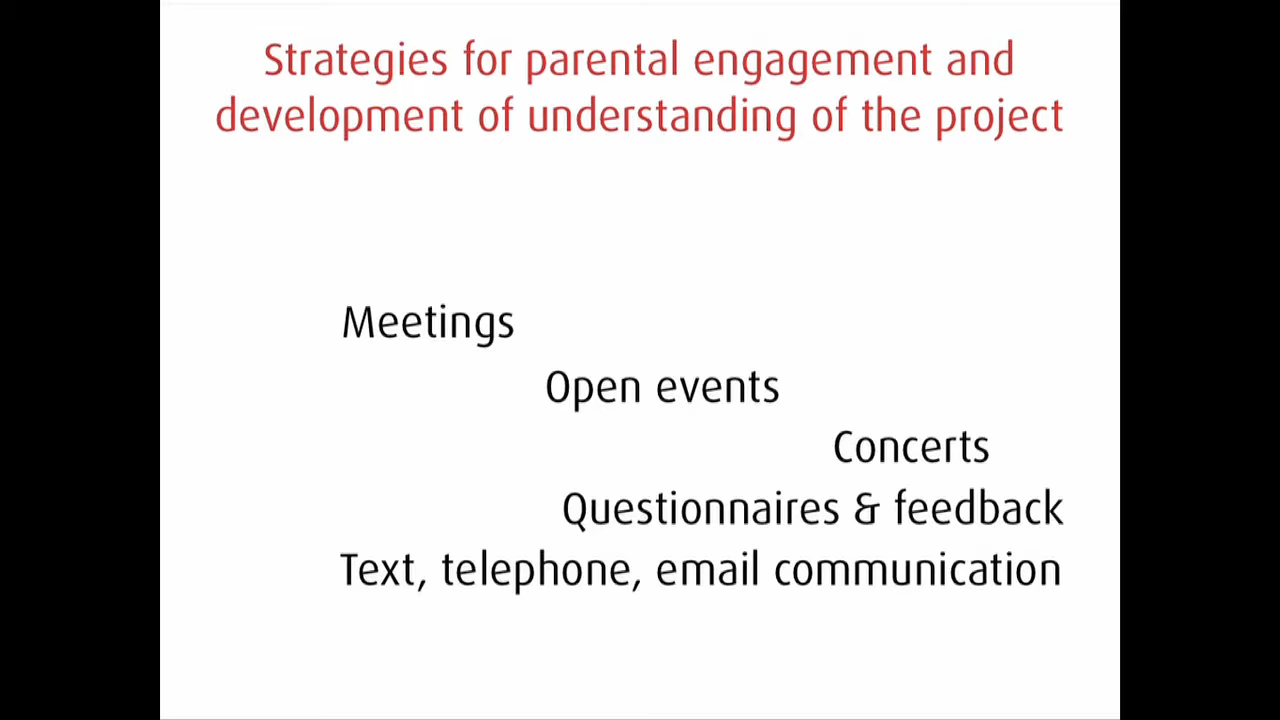 Strategies for parental engagement and
development of understanding of the project
Meetings
Open events
Concerts
Questionnaires & feedback
Text, telephone, email communication